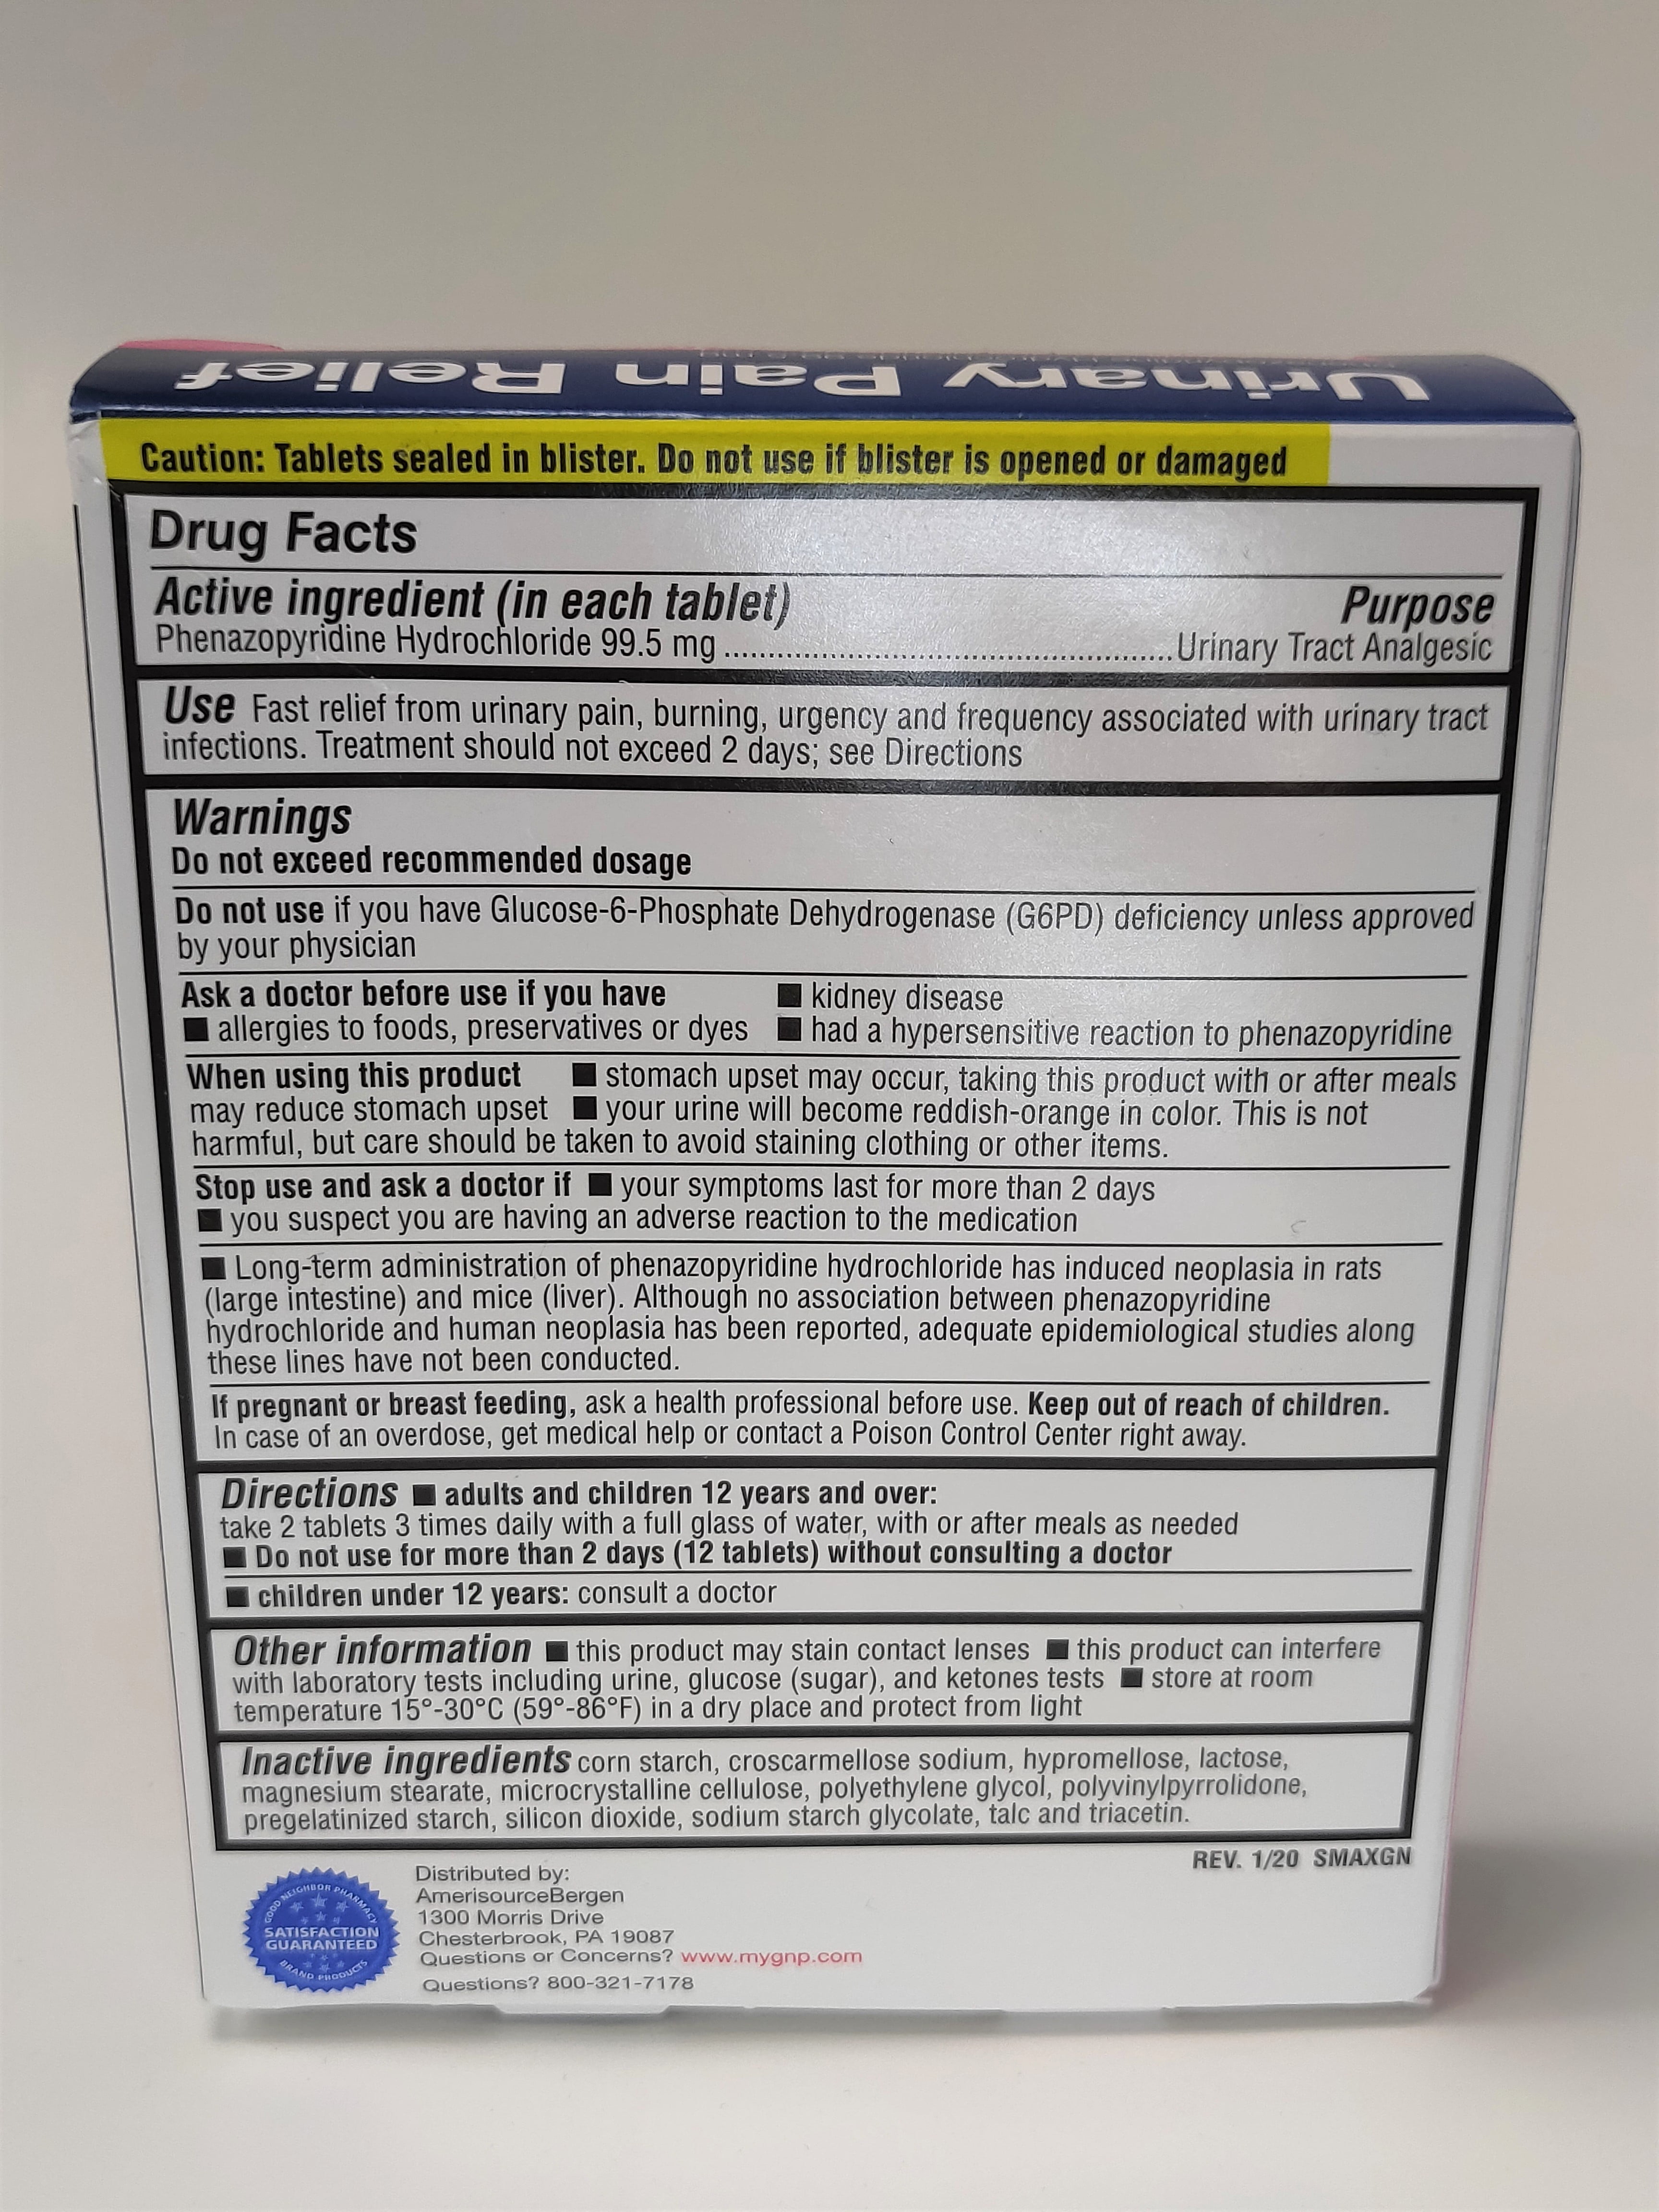 Urinary Pain Relief
Caution: Tablets sealed in blister. Do not use if blister is opened or damaged
Drug Facts
Active ingredient (in each tablet) Purpose
Phenazopyridine Hydrochloride 99.5 mg ........................................................ Urinary Tract Analgesic
Use Fast relief from urinary pain, burning, urgency and frequency associated with urinary tract
infections. Treatment should not exceed 2 days; see Directions
Warnings
Do not exceed recommended dosage
Do not use if you have Glucose-6-Phosphate Dehydrogenase (G6PD) deficiency unless approved
by your physician
Ask a doctor before use if you have ■ kidney disease
■ allergies to foods, preservatives or dyes ■ had a hypersensitive reaction to phenazopyridine
When using this product ■ stomach upset may occur, taking this product with or after meals
may reduce stomach upset ■ your urine will become reddish-orange in color. This is not
harmful, but care should be taken to avoid staining clothing or other items.
Stop use and ask a doctor if ■ your symptoms last for more than 2 days
■ you suspect you are having an adverse reaction to the medication
■ Long-term administration of phenazopyridine hydrochloride has induced neoplasia in rats
(large intestine) and mice (liver). Although no association between phenazopyridine
hydrochloride and human neoplasia has been reported, adequate epidemiological studies along
these lines have not been conducted.
If pregnant or breast feeding, ask a health professional before use. Keep out of reach of children.
In case of an overdose, get medical help or contact a Poison Control Center right away.
Directions ■ adults and children 12 years and over:
take 2 tablets 3 times daily with a full glass of water, with or after meals as needed
■ Do not use for more than 2 days (12 tablets) without consulting a doctor
■ children under 12 years: consult a doctor
Other information ■ this product may stain contact lenses ■ this product can interfere
with laboratory tests including urine, glucose (sugar), and ketones tests ■ store at room
temperature 15°-30°C (59°-86°F) in a dry place and protect from light
Inactive ingredients corn starch, croscarmellose sodium, hypromellose, lactose,
magnesium stearate, microcrystalline cellulose, polyethylene glycol, polyvinylpyrrolidone,
pregelatinized starch, silicon dioxide, sodium starch glycolate, talc and triacetin.
REV. 1/20 SMAXGN
GOOD NEIGHBOR PHARMACY
SATISFACTION
GUARANTEED
BRAND PRODUCTS
Distributed by:
AmerisourceBergen
1300 Morris Drive
Chesterbrook, PA 19087
Questions or Concerns? www.mygnp.com
Questions? 800-321-7178